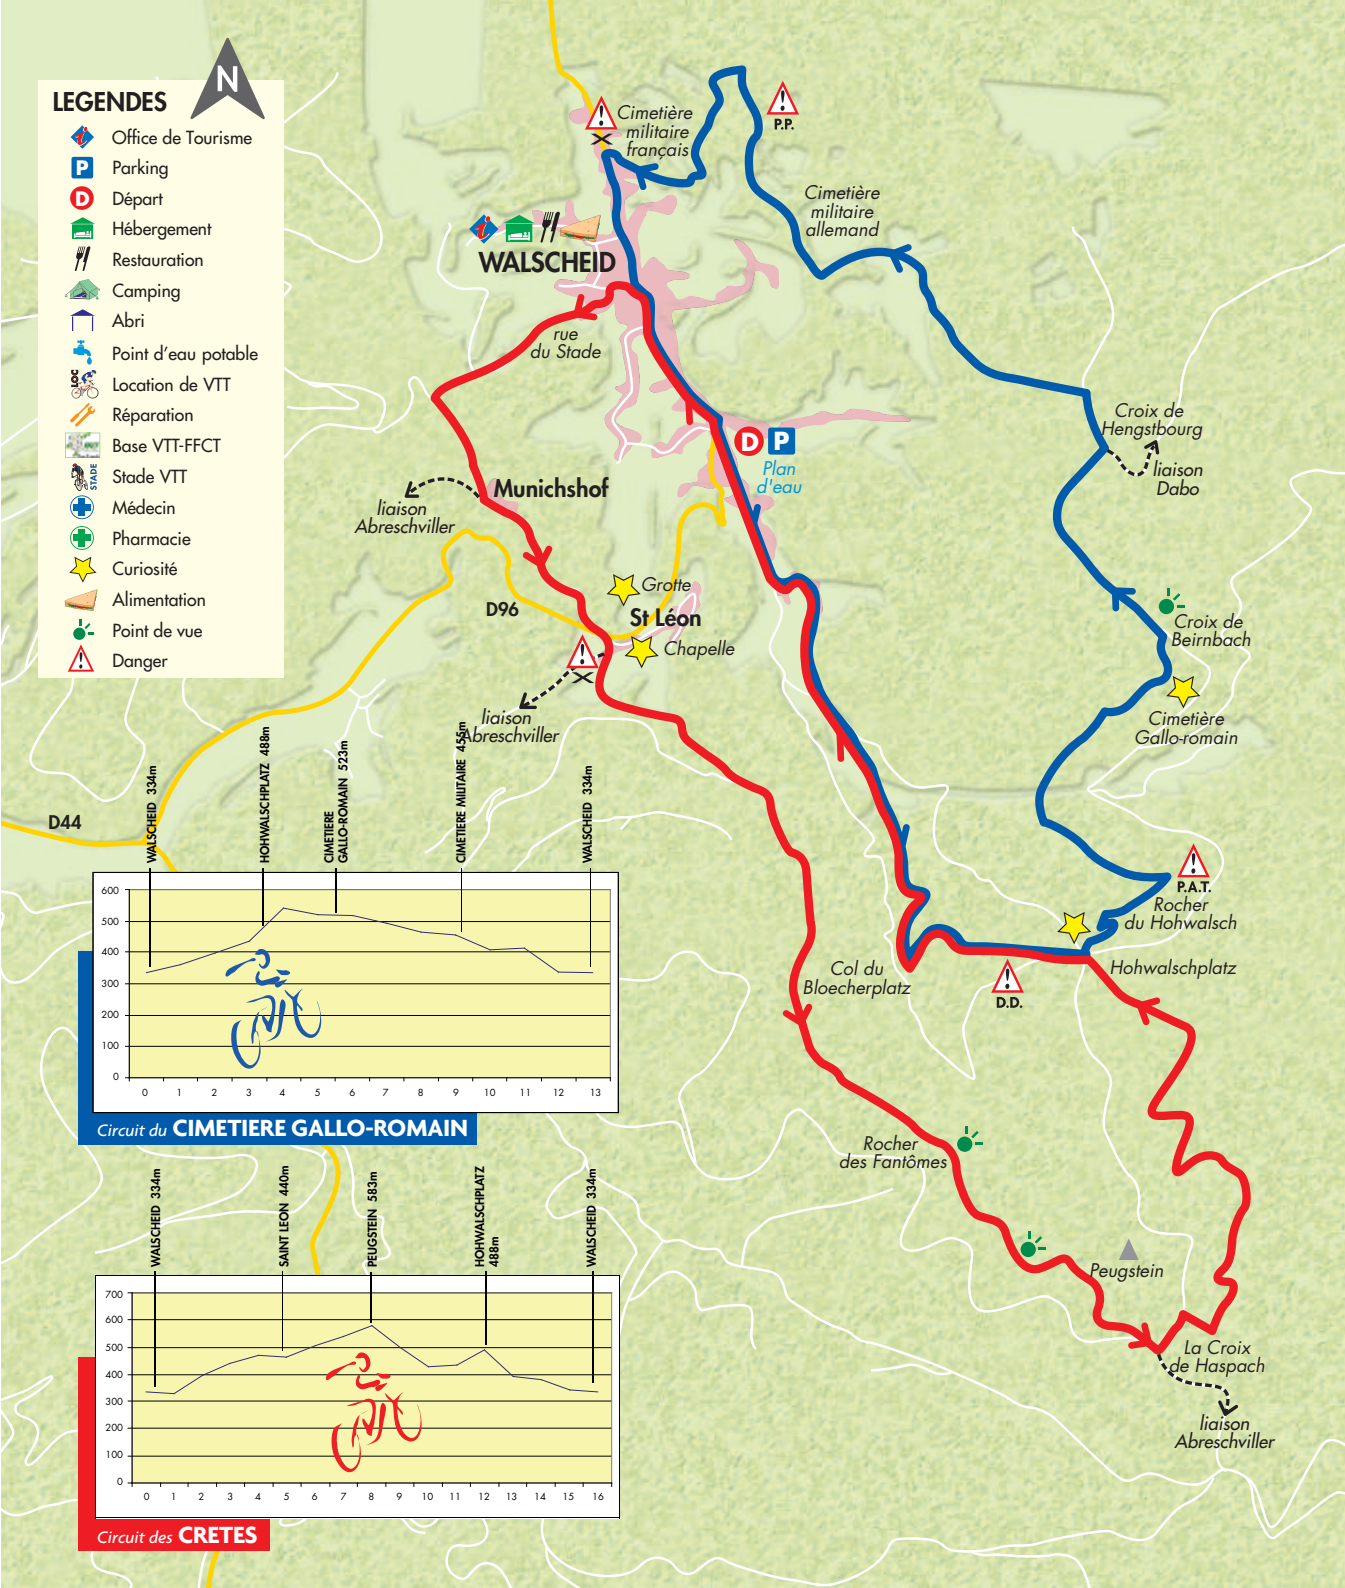 N
LEGENDES
Office de Tourisme
P
Parking
D
Départ
Hébergement
Restauration
Camping
Abri
Point d'eau potable
LOC
Location de VTT
Réparation
Base VTT-FFCT
STADE
Stade VTT
Médecin
Pharmacie
Curiosité
Alimentation
Point de vue
Danger
Cimetière
militaire
français
P.P.
Cimetière
militaire
allemand
WALSCHEID
rue
du Stade
D P
Plan
d'eau
Croix de
Hengstbourg
liaison
Dabo
Munichshof
liaison
Abreschviller
D96
Grotte
St Léon
Chapelle
liaison
Abreschviller
Croix de
Beirnbach
Cimetière
Gallo-romain
D44
P.A.T.
Rocher
du Hohwalsch
Hohwalschplatz
Col du
Bloecherplatz
D.D.
Rocher
des Fantômes
Peugstein
La Croix
de Haspach
liaison
Abreschviller
WALSCHEID 334m
HOHWALSCHPLATZ 488m
CIMETIERE
GALLO-ROMAIN 523m
CIMETIERE MILITAIRE 455m
WALSCHEID 334m
600
500
400
300
200
100
0
0 1 2 3 4 5 6 7 8 9 10 11 12 13
Circuit du CIMETIERE GALLO-ROMAIN
WALSCHEID 334m
SAINT LEON 440m
PEUGSTEIN 583m
HOHWALSCHPLATZ
488m
WALSCHEID 334m
700
600
500
400
300
200
100
0
0 1 2 3 4 5 6 7 8 9 10 11 12 13 14 15 16
Circuit des CRETES